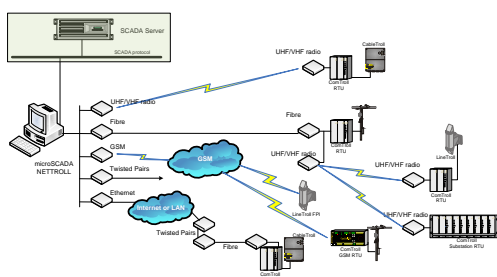 SCADA Server
SCADA protocol
UHF/VHF radio
CableTroll
ComTroll
RTU
UHF/VHF radio
Fibre
Fibre
ComTroll
RTU
GSM
GSM
UHF/VHF radio
LineTroll
microSCADA
NETTROLL
Twisted Pairs
UHF/VHF radio
ComTroll
RTU
Ethernet
Internet or LAN
LineTroll FPI
UHF/VHF radio
Twisted Pairs
Fibre
CableTroll
ComTroll
ComTroll
GSM RTU
ComTroll
Substation RTU